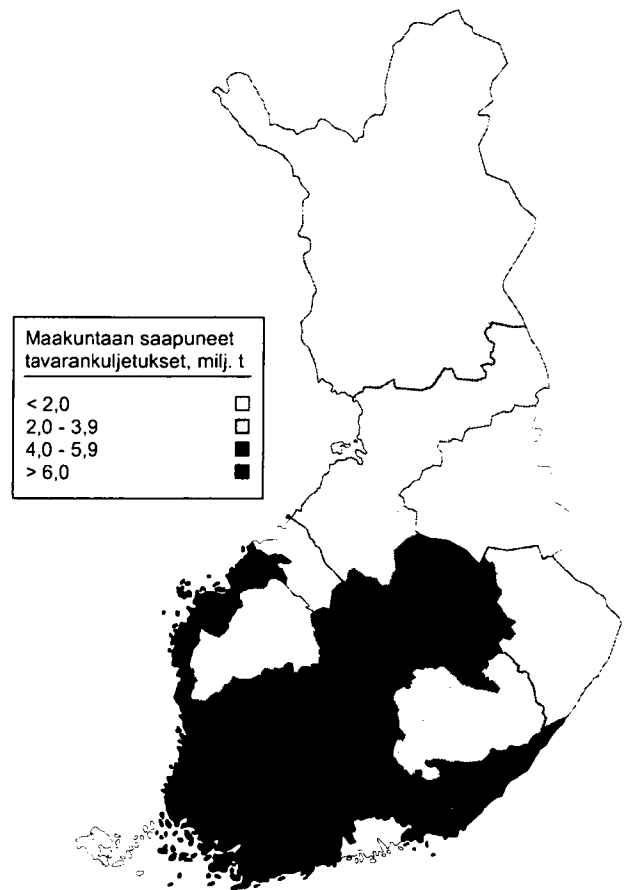 Maakuntaan saapuneet
tavarankuljetukset, milj. t
< 2,0
2,0 - 3,9
4,0 - 5,9
> 6,0